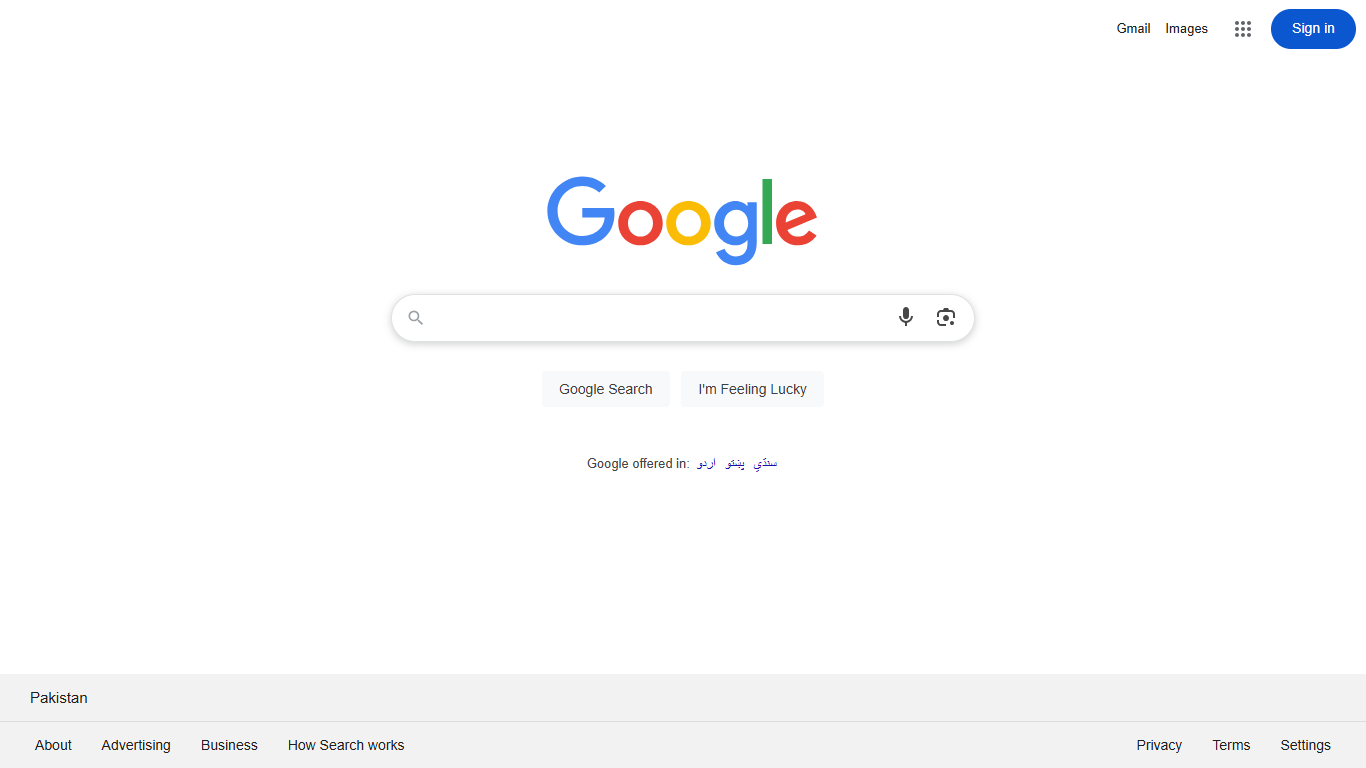 Gmail Images Sign in
Google
Google Search I'm Feeling Lucky
Google offered in: اردو پښتو سنڌي
Pakistan
About Advertising Business How Search works Privacy Terms Settings